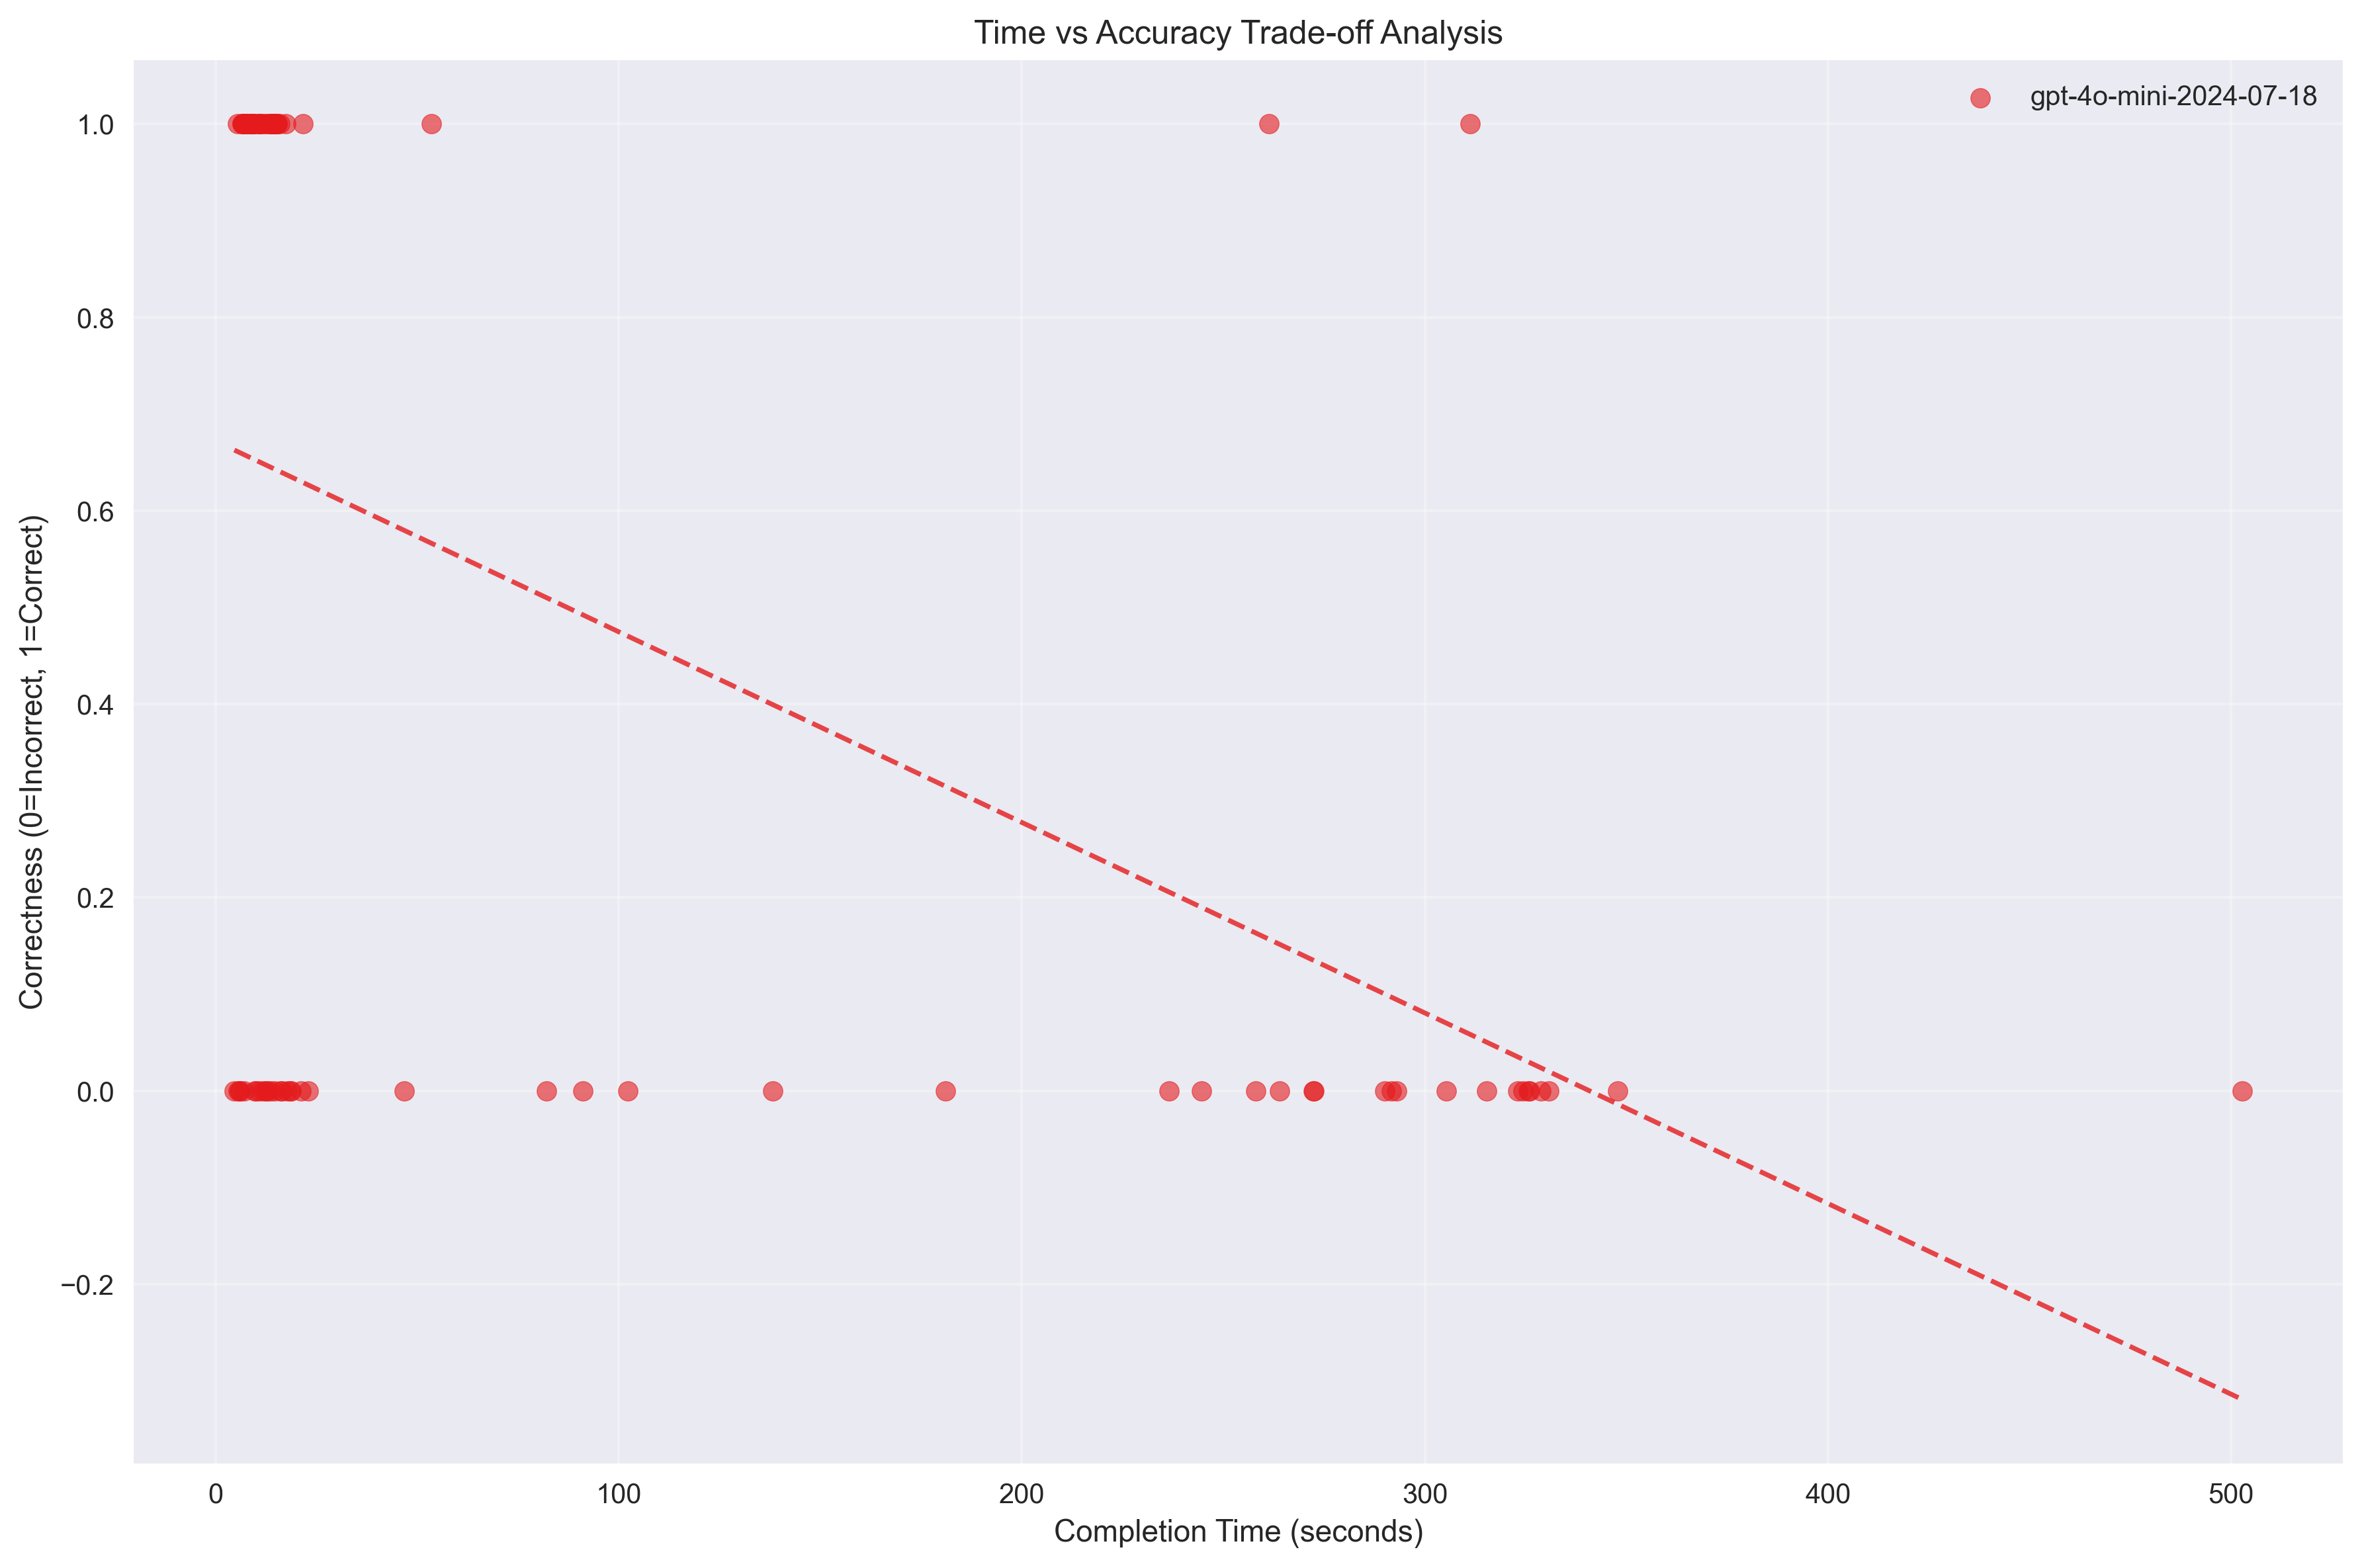 Time vs Accuracy Trade-off Analysis
gpt-4o-mini-2024-07-18
Correctness (0=Incorrect, 1=Correct)
1.0
0.8
0.6
0.4
0.2
0.0
−0.2
0 100 200 300 400 500
Completion Time (seconds)